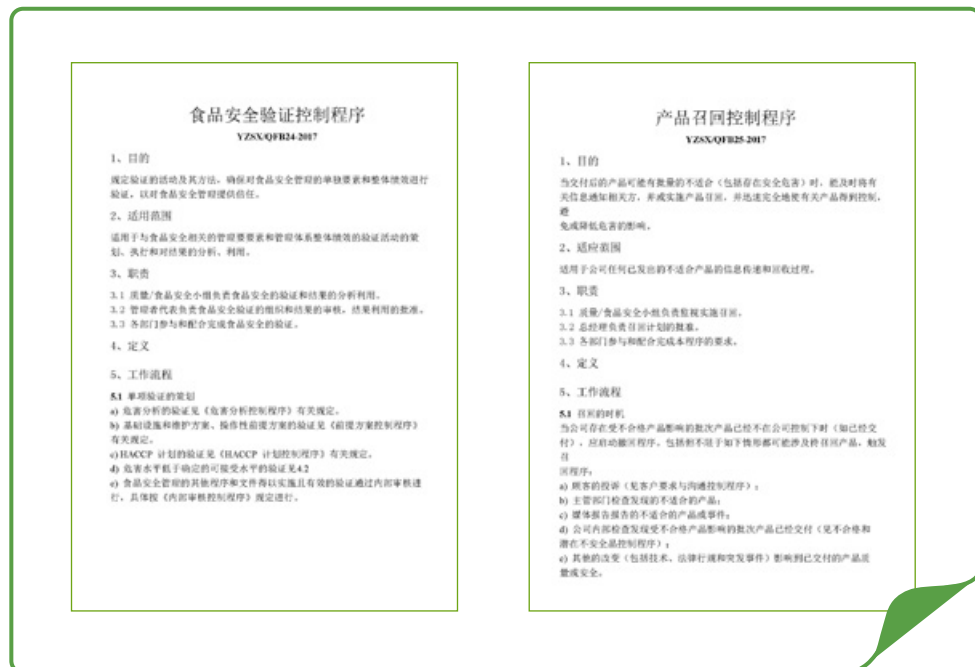 食品安全验证控制程序
YZSX/QFB24-2017
1、目的
规定验证的活动及其方法，确保对食品安全管理的单独要素和整体绩效进行
验证，以对食品安全管理提供信任。
2、适用范围
适用于与食品安全相关的管理要要素和管理体系整体绩效的验证活动的策
划、执行和对结果的分析、利用。
3、职责
3.1 质量/食品安全小组负责食品安全的验证和结果的分析利用。
3.2 管理者代表负责食品安全验证的组织和结果的审核，结果利用的批准。
3.3 各部门参与和配合完成食品安全的验证。
4、定义
5、工作流程
5.1 单项验证的策划
a) 危害分析的验证见《危害分析控制程序》有关规定。
b) 基础设施和维护方案、操作性前提方案的验证见《前提方案控制程序》
有关规定。
c) HACCP 计划的验证见《HACCP 计划控制程序》有关规定。
d) 危害水平低于确定的可接受水平的验证见4.2
e) 食品安全管理的其他程序和文件得以实施且有效的验证通过内部审核进
行，具体按《内部审核控制程序》规定进行。
产品召回控制程序
YZSX/QFB25-2017
1、目的
当交付后的产品可能有批量的不适合（包括存在安全危害）时，能及时将有
关信息通知相关方，并或实施产品召回，并迅速完全地使有关产品得到控制，
避
免或降低危害的影响。
2、适应范围
适用于公司任何已发出的不适合产品的信息传递和回收过程。
3、职责
3.1 质量/食品安全小组负责监视实施召回。
3.2 总经理负责召回计划的批准。
3.3 各部门参与和配合完成本程序的要求。
4、定义
5、工作流程
5.1 召回的时机
当公司存在受不合格产品影响的批次产品已经不在公司控制下时（如已经交
付），应启动撤回程序。包括但不限于如下情形都可能涉及终召回产品，触发
召
回程序：
a) 顾客的投诉（见客户要求与沟通控制程序）；
b) 主管部门检查发现的不适合的产品；
c) 媒体报告报告的不适合的产品或事件；
d) 公司内部检查发现受不合格产品影响的批次产品已经交付（见不合格和
潜在不安全品控制程序）；
e) 其他的改变（包括技术、法律行规和突发事件）影响到已交付的产品质
量或安全。